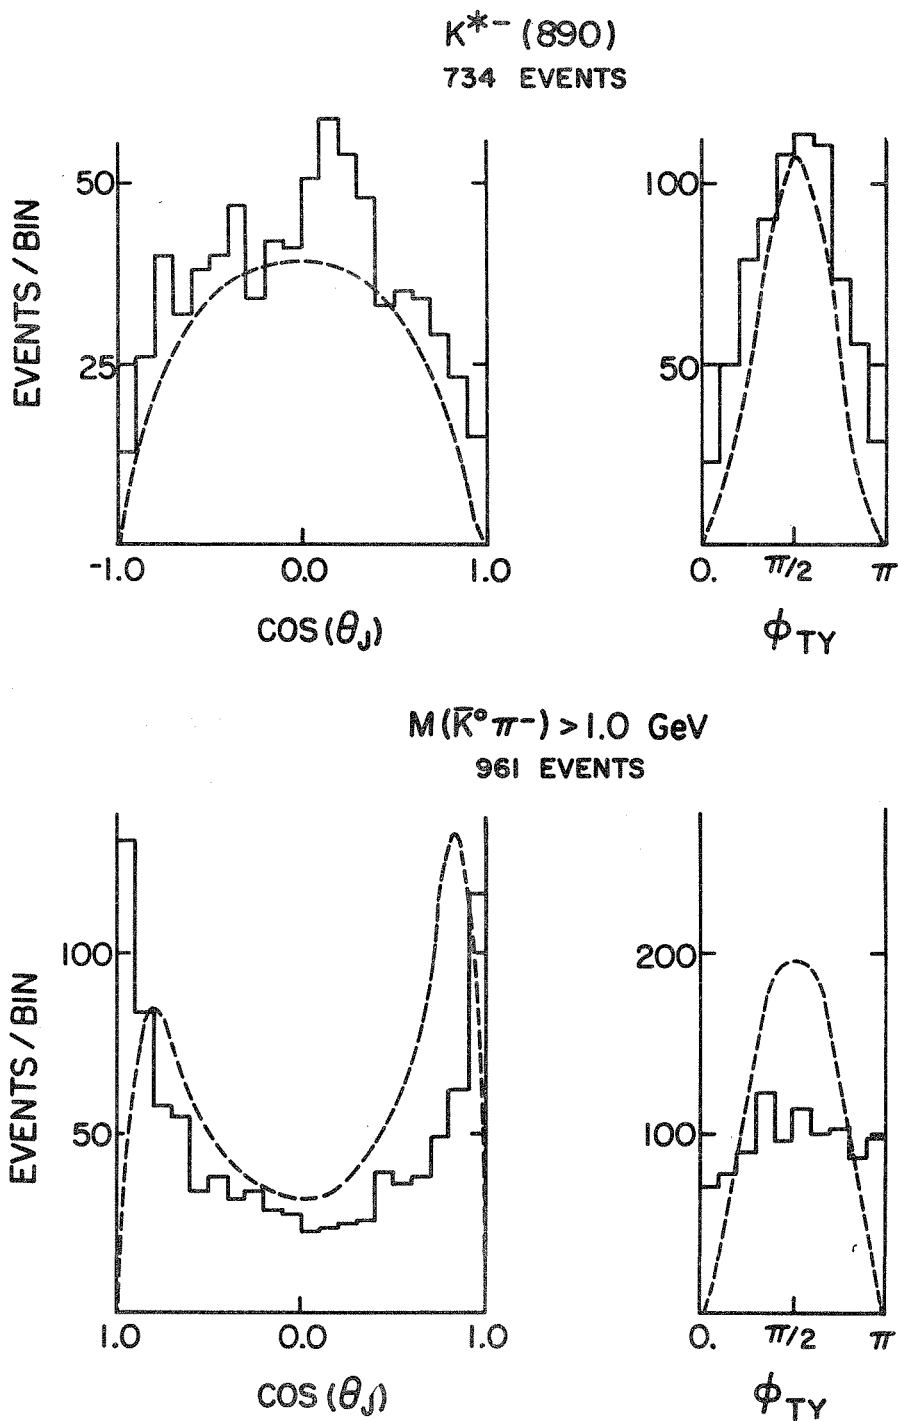 K*- (890)
734 EVENTS
EVENTS/BIN
50
25
-1.0 0.0 1.0
COS(θJ)
100
50
0. π/2 π
ϕTY
M(K̄°π-)>1.0 GeV
961 EVENTS
EVENTS/BIN
100
50
1.0 0.0 1.0
COS(θJ)
200
100
0. π/2 π
ϕTY